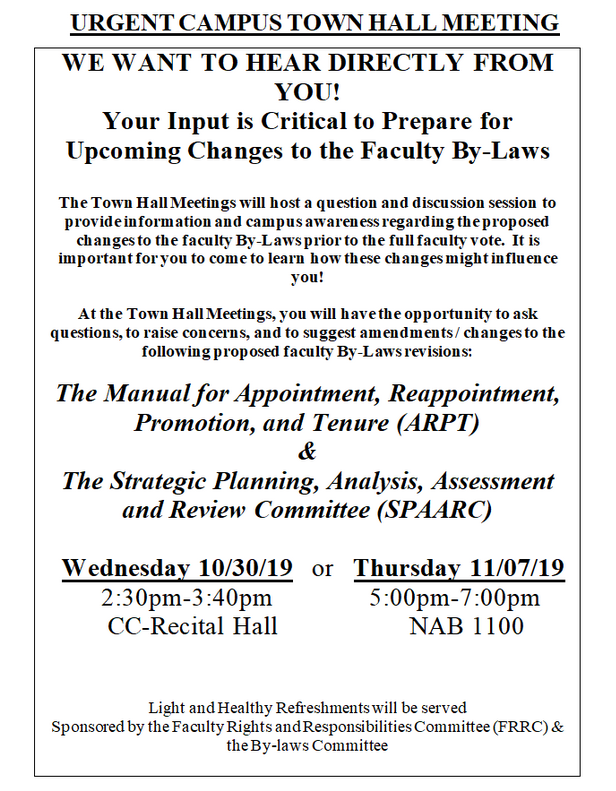 URGENT CAMPUS TOWN HALL MEETING
WE WANT TO HEAR DIRECTLY FROM
YOU!
Your Input is Critical to Prepare for
Upcoming Changes to the Faculty By-Laws
The Town Hall Meetings will host a question and discussion session to
provide information and campus awareness regarding the proposed
changes to the faculty By-Laws prior to the full faculty vote. It is
important for you to come to learn how these changes might influence
you!
At the Town Hall Meetings, you will have the opportunity to ask
questions, to raise concerns, and to suggest amendments / changes to the
following proposed faculty By-Laws revisions:
The Manual for Appointment, Reappointment,
Promotion, and Tenure (ARPT)
&
The Strategic Planning, Analysis, Assessment
and Review Committee (SPAARC)
Wednesday 10/30/19 or Thursday 11/07/19
2:30pm-3:40pm 5:00pm-7:00pm
CC-Recital Hall NAB 1100
Light and Healthy Refreshments will be served
Sponsored by the Faculty Rights and Responsibilities Committee (FRRC) &
the By-laws Committee